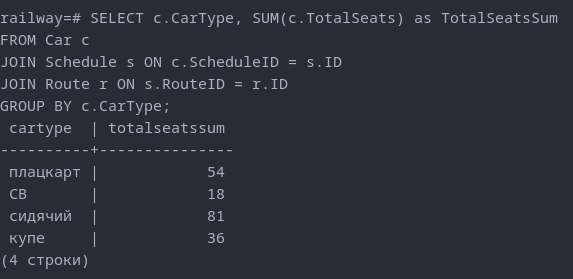 railway=# SELECT c.CarType, SUM(c.TotalSeats) as TotalSeatsSum
FROM Car c
JOIN Schedule s ON c.ScheduleID = s.ID
JOIN Route r ON s.RouteID = r.ID
GROUP BY c.CarType;
 cartype  | totalseatssum
----------+---------------
 плацкарт |            54
 СВ       |            18
 сидячий  |            81
 купе     |            36
(4 строки)